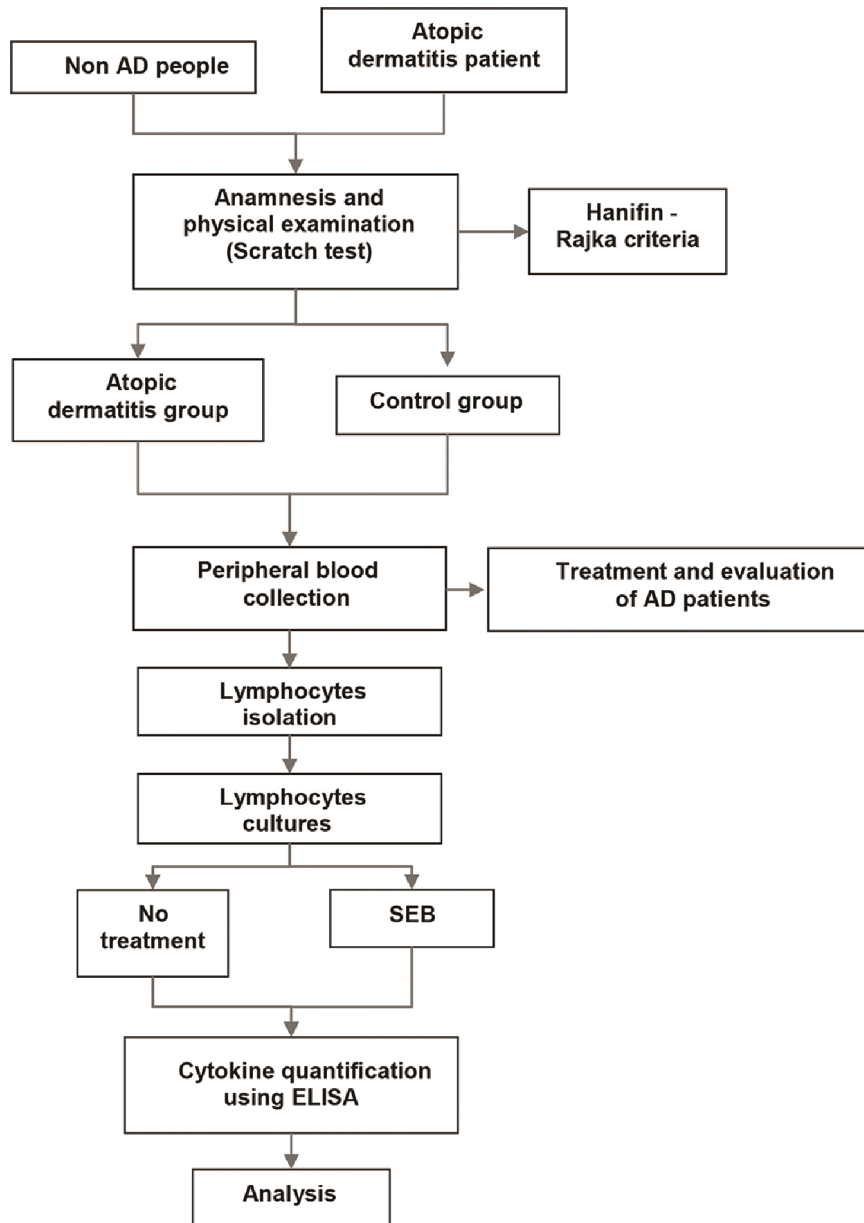 Non AD people
Atopic
dermatitis patient
Anamnesis and
physical examination
(Scratch test)
Hanifin -
Rajka criteria
Atopic
dermatitis group
Control group
Peripheral blood
collection
Treatment and evaluation
of AD patients
Lymphocytes
isolation
Lymphocytes
cultures
No
treatment
SEB
Cytokine quantification
using ELISA
Analysis